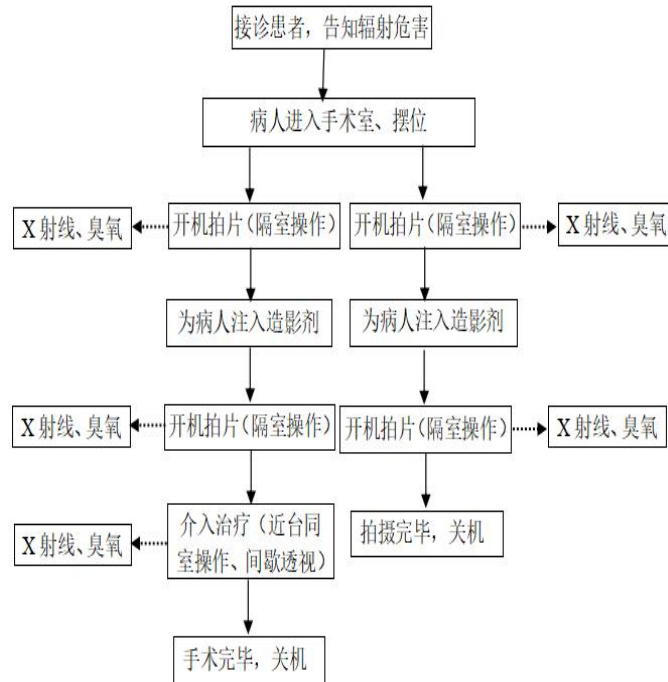 接诊患者，告知辐射危害
病人进入手术室、摆位
X 射线、臭氧
开机拍片（隔室操作）
开机拍片（隔室操作）
X 射线、臭氧
为病人注入造影剂
为病人注入造影剂
X 射线、臭氧
开机拍片（隔室操作）
开机拍片（隔室操作）
X 射线、臭氧
X 射线、臭氧
介入治疗（近台同
室操作、间歇透视）
拍摄完毕，关机
手术完毕，关机